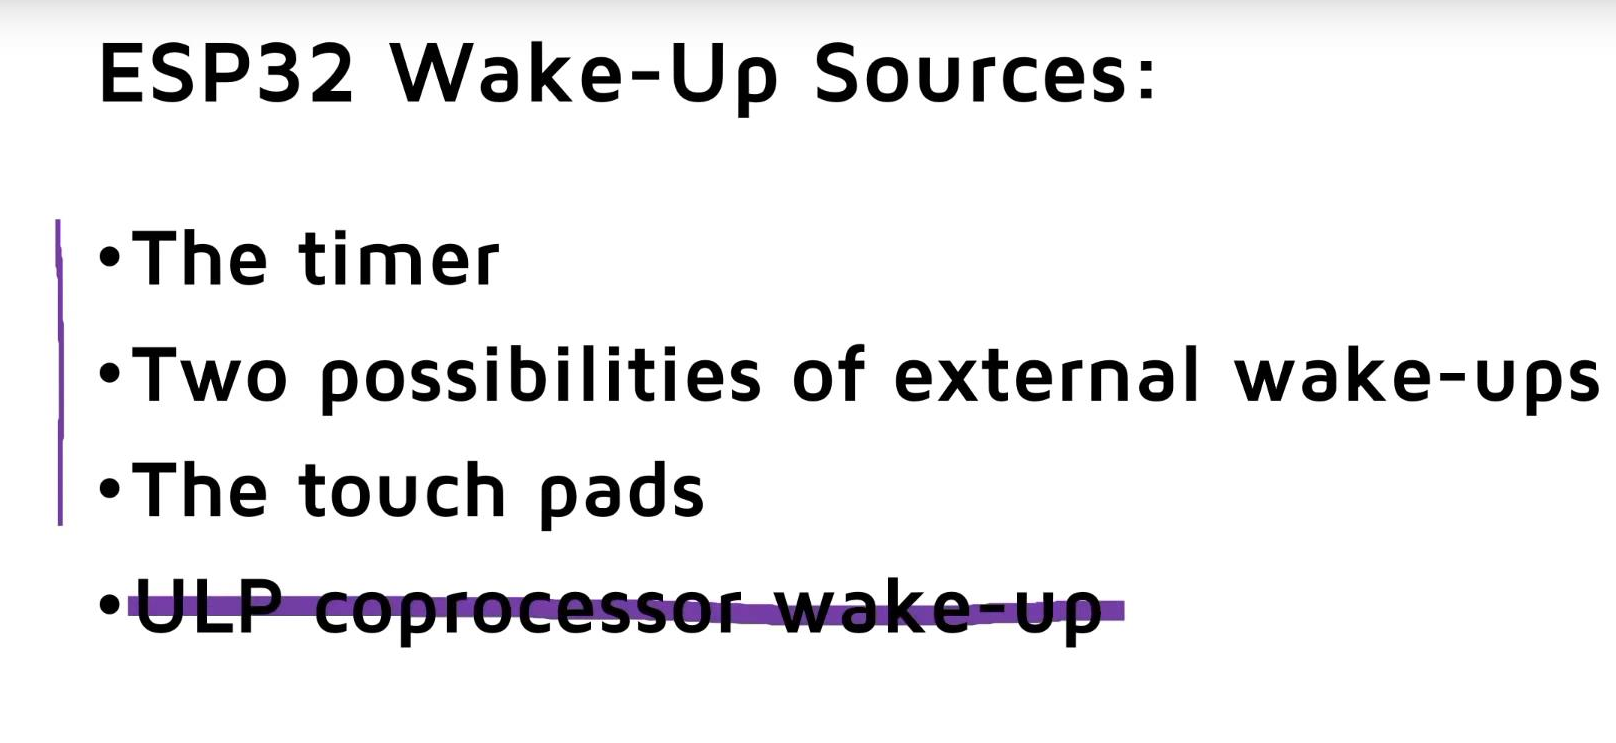 ESP32 Wake-Up Sources:
•The timer
•Two possibilities of external wake-ups
•The touch pads
•ULP coprocessor wake-up